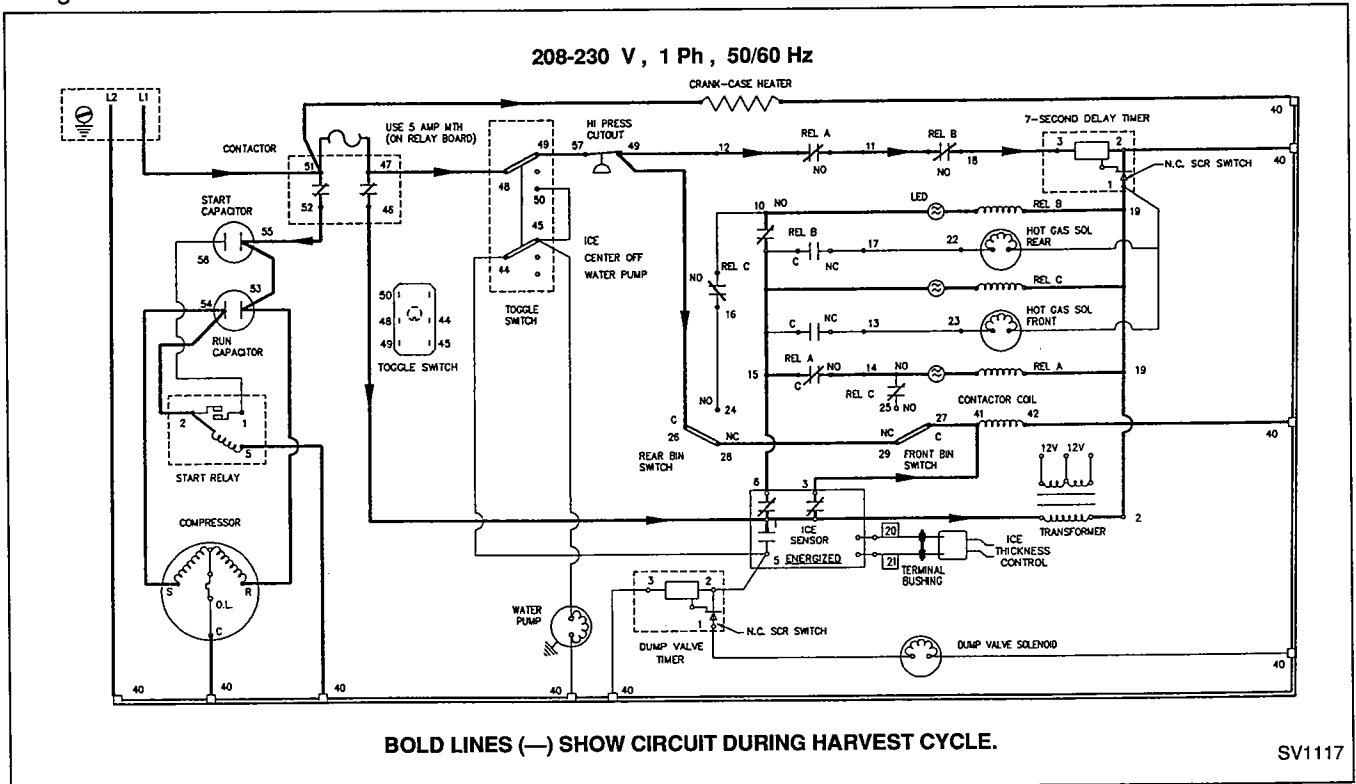 208-230 V, 1 Ph, 50/60 Hz
CRANK-CASE HEATER
L2 L1
40
USE 5 AMP MTH
(ON RELAY BOARD)
HI PRESS
CUTOUT
7-SECOND DELAY TIMER
CONTACTOR
51 47
49 57 49 12
REL A
NO
11
REL B
NO
18
3 2
1
40
N.C. SCR SWITCH
52 46
48
50
45
44
ICE
CENTER OFF
WATER PUMP
TOGGLE
SWITCH
START
CAPACITOR
55
56
53
54
RUN
CAPACITOR
50
48 44
49 45
TOGGLE SWITCH
10 NO
LED
REL B
19
REL B
C NC
17 22
HOT GAS SOL
REAR
REL C
NO
16
REL C
C NC
13 23
HOT GAS SOL
FRONT
15
REL A
NO
C
14 NO
REL A
19
REL C
25 NO
NO 24
CONTACTOR COIL
41 42
40
C
26
NC
28
REAR BIN
SWITCH
NC
29
27
C
FRONT BIN
SWITCH
12V 12V
2 1
5
START RELAY
6 3
1
ICE
SENSOR
5 ENERGIZED
20
21
TERMINAL
BUSHING
ICE
THICKNESS
CONTROL
TRANSFORMER
2
COMPRESSOR
S R
O.L.
C
WATER
PUMP
3 2
1
N.C. SCR SWITCH
DUMP VALVE
TIMER
DUMP VALVE SOLENOID
40
40 40 40 40 40
BOLD LINES (—) SHOW CIRCUIT DURING HARVEST CYCLE.
SV1117